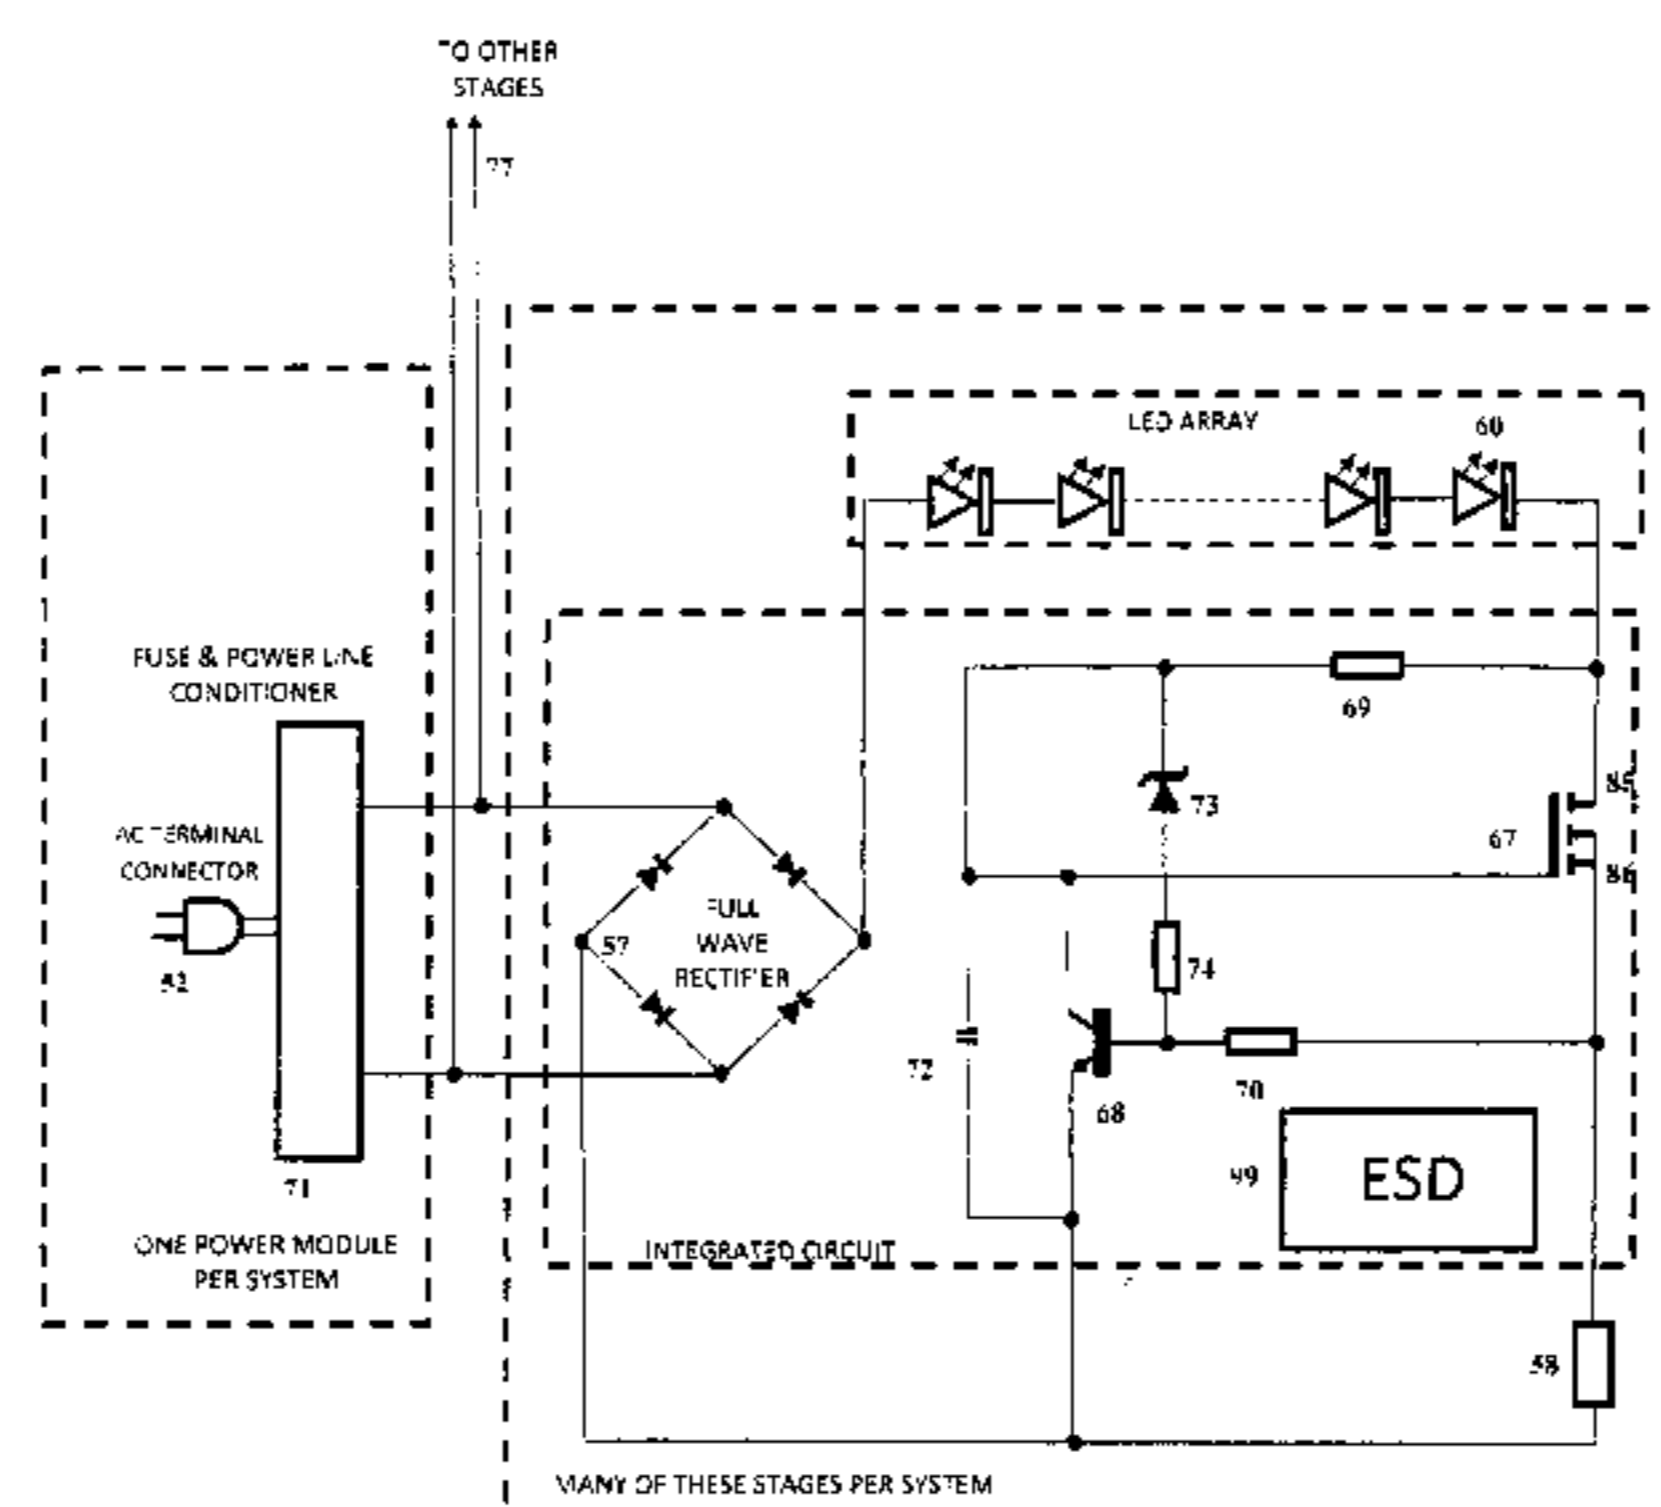 TO OTHER
STAGES
77
LED ARRAY
60
FUSE & POWER LINE
CONDITIONER
69
85
73
67
AC TERMINAL
CONNECTOR
86
FULL
WAVE
RECTIFIER
57
74
52
72
70
68
99
ESD
71
ONE POWER MODULE
PER SYSTEM
INTEGRATED CIRCUIT
58
MANY OF THESE STAGES PER SYSTEM